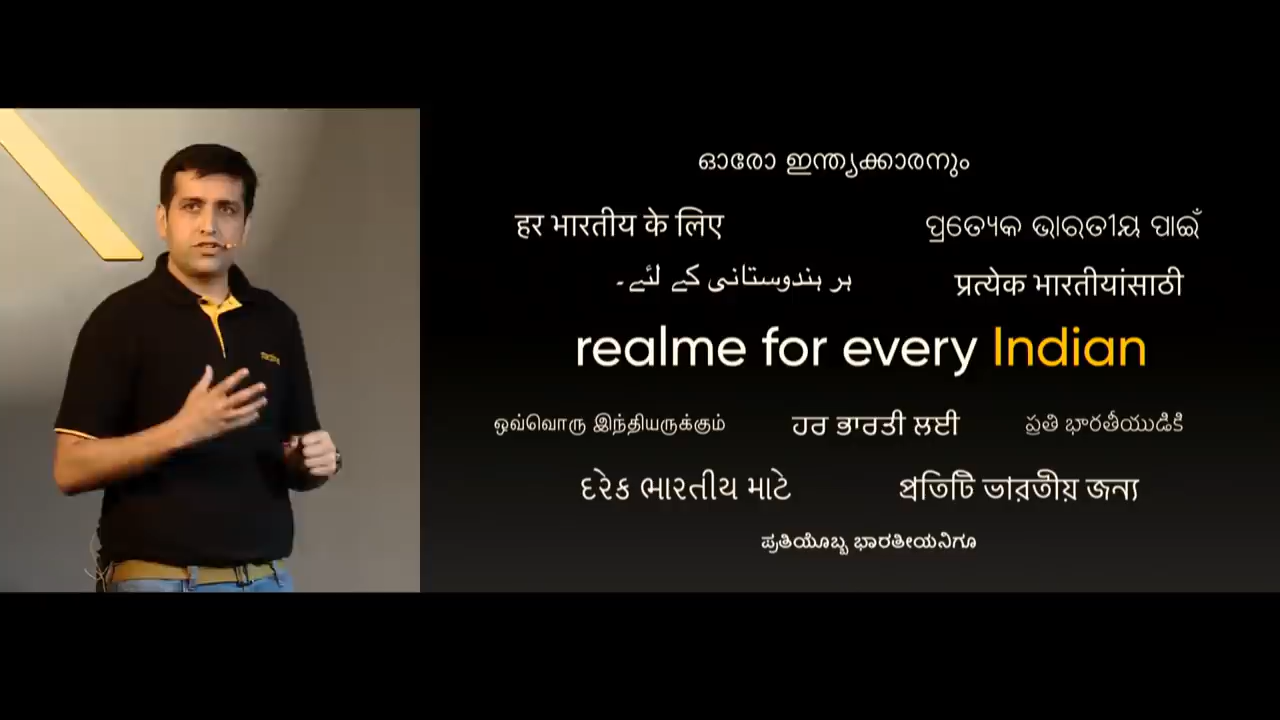 ഓരോ ഇന്ത്യക്കാരനും
हर भारतीय के लिए
ପ୍ରତ୍ୟେକ ଭାରତୀୟ ପାଇଁ
ہر ہندوستانی کے لئے۔
प्रत्येक भारतीयांसाठी
realme for every Indian
ஒவ்வொரு இந்தியருக்கும்
ਹਰ ਭਾਰਤੀ ਲਈ
ప్రతి భారతీయుడికి
દરેક ભારતીય માટે
প্রতিটি ভারতীয় জন্য
ಪ್ರತಿಯೊಬ್ಬ ಭಾರತೀಯನಿಗೂ